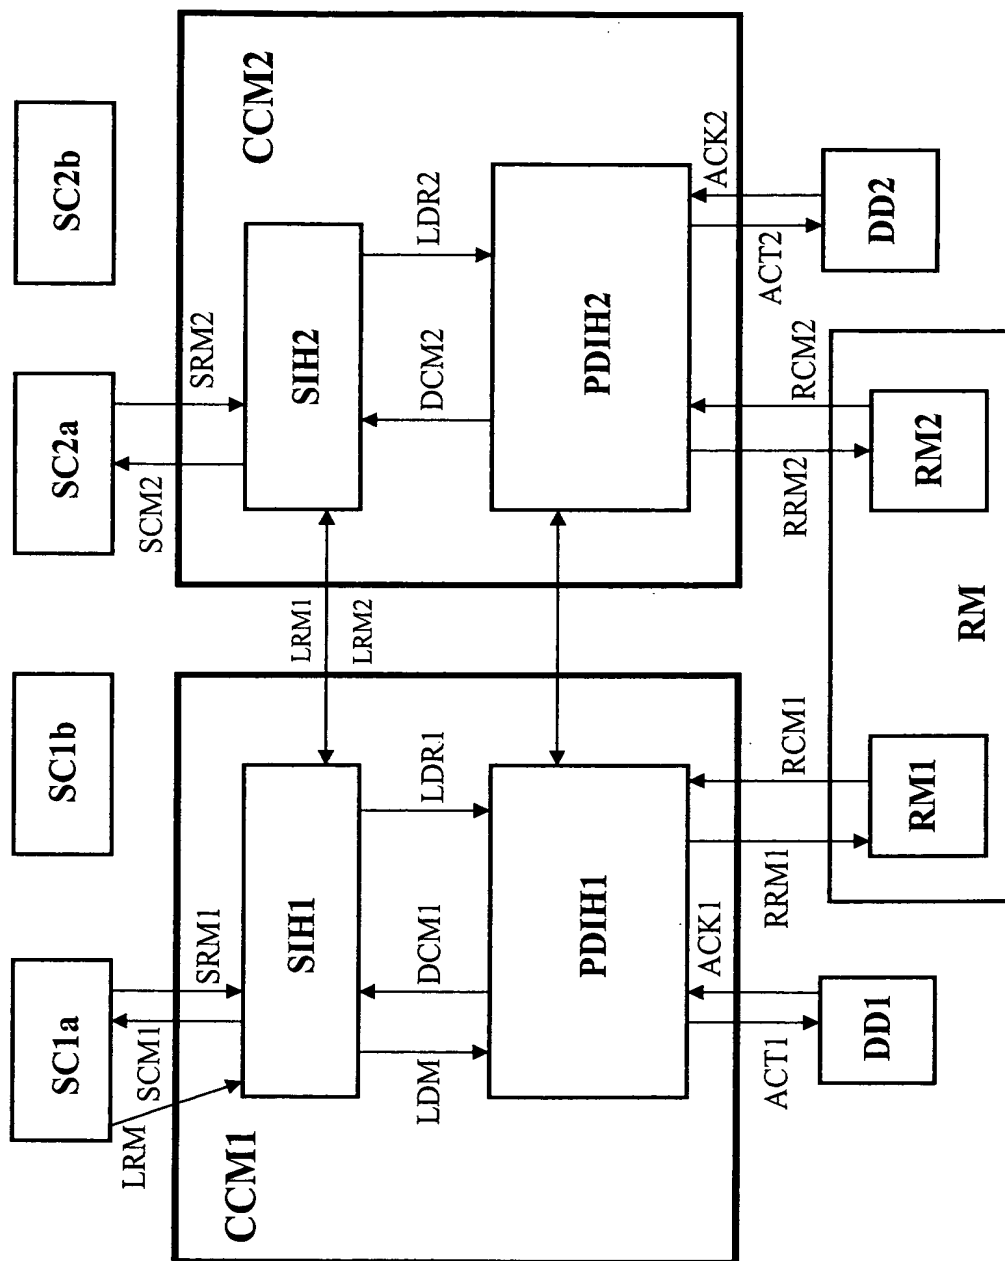 SC1a
SC1b
SC2a
SC2b
LRM
SCM1
SRM1
SCM2
SRM2
CCM1
CCM2
SIH1
LRM1
LRM2
SIH2
LDM
DCM1
LDR1
DCM2
LDR2
PDIH1
PDIH2
ACT1
ACK1
RRM1
RCM1
RRM2
RCM2
ACT2
ACK2
DD1
RM1
RM2
DD2
RM